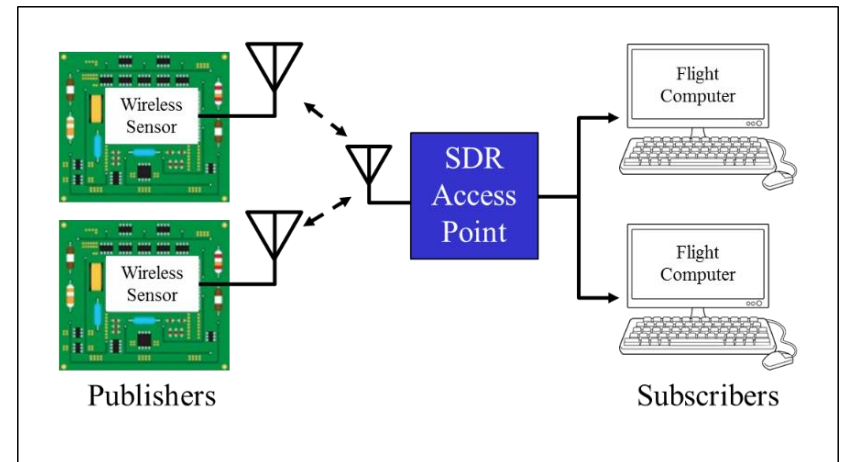 Wireless
Sensor
Wireless
Sensor
Publishers
SDR
Access
Point
Flight
Computer
Flight
Computer
Subscribers